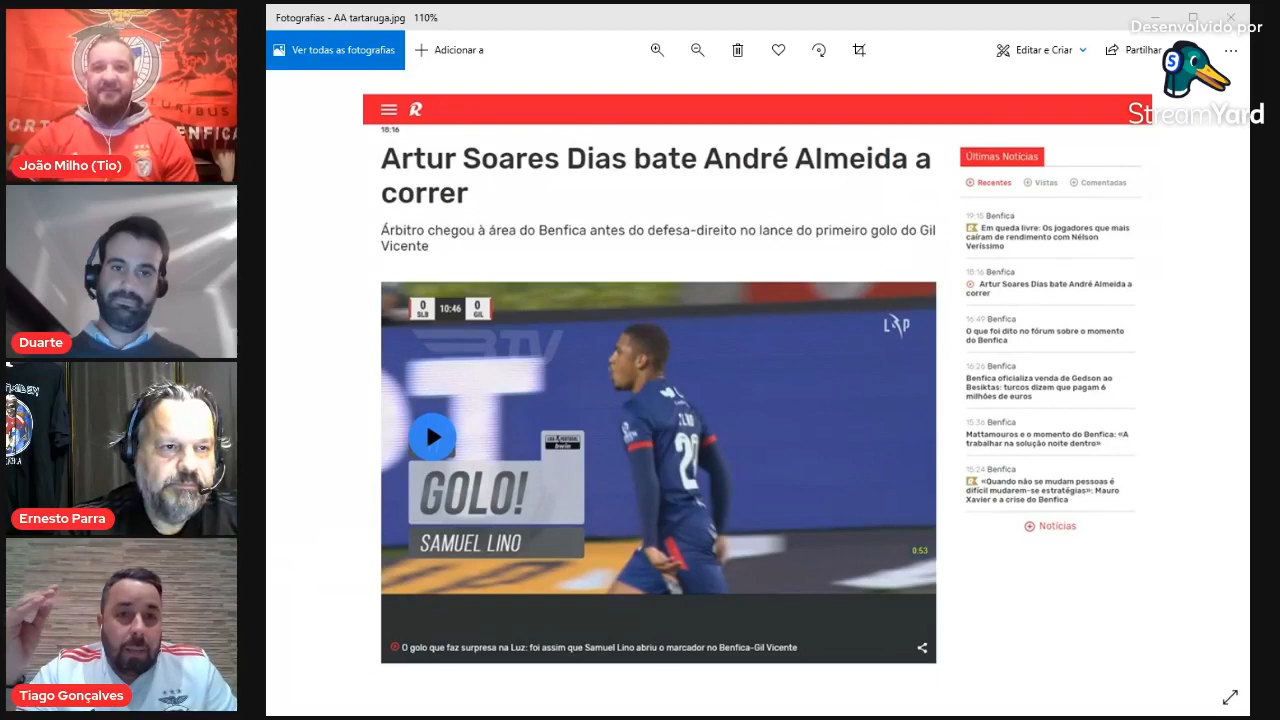 João Milho (Tio)
Duarte
Ernesto Parra
Tiago Gonçalves
Fotografias - AA tartaruga.jpg 110%
Ver todas as fotografias
Adicionar a
Editar e Criar
Partilhar
Desenvolvido por
StreamYard
18:16
Artur Soares Dias bate André Almeida a
correr
Árbitro chegou à área do Benfica antes do defesa-direito no lance do primeiro golo do Gil
Vicente
0 SLB 10:46 0 GIL
BTV
20
GOLO!
SAMUEL LINO
0:53
O golo que faz surpresa na Luz: foi assim que Samuel Lino abriu o marcador no Benfica-Gil Vicente
Últimas Notícias
Recentes Vistas Comentadas
19:15 Benfica
Em queda livre: Os jogadores que mais
caíram de rendimento com Nélson
Veríssimo
18:16 Benfica
Artur Soares Dias bate André Almeida a
correr
16:49 Benfica
O que foi dito no fórum sobre o momento
do Benfica
16:26 Benfica
Benfica oficializa venda de Gedson ao
Besiktas: turcos dizem que pagam 6
milhões de euros
15:36 Benfica
Mattamouros e o momento do Benfica: «A
trabalhar na solução noite dentro»
15:24 Benfica
«Quando não se mudam pessoas é
difícil mudarem-se estratégias»: Mauro
Xavier e a crise do Benfica
Notícias